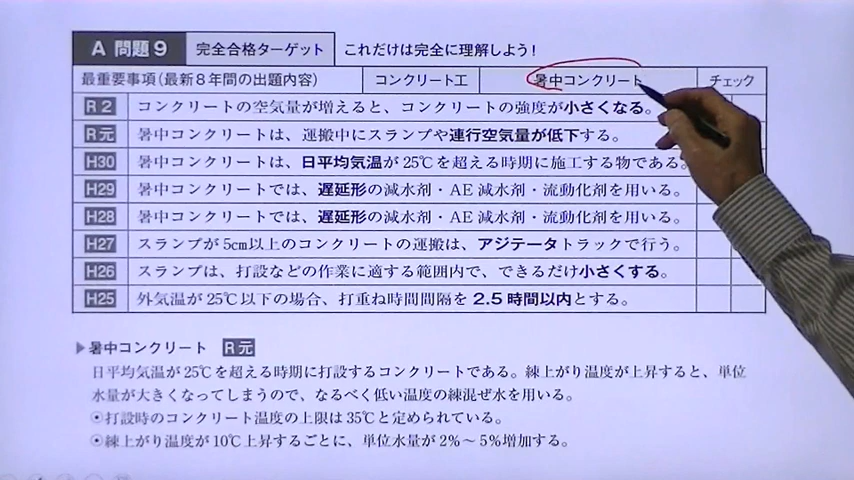 A 問題9 完全合格ターゲット これだけは完全に理解しよう!
最重要事項(最新8年間の出題内容) コンクリート工 暑中コンクリート チェック
R2 コンクリートの空気量が増えると、コンクリートの強度が小さくなる。
R元 暑中コンクリートは、運搬中にスランプや連行空気量が低下する。
H30 暑中コンクリートは、日平均気温が25℃を超える時期に施工する物である。
H29 暑中コンクリートでは、遅延形の減水剤・AE減水剤・流動化剤を用いる。
H28 暑中コンクリートでは、遅延形の減水剤・AE減水剤・流動化剤を用いる。
H27 スランプが5cm以上のコンクリートの運搬は、アジテータトラックで行う。
H26 スランプは、打設などの作業に適する範囲内で、できるだけ小さくする。
H25 外気温が25℃以下の場合、打重ね時間間隔を2.5時間以内とする。
▶暑中コンクリート R元
日平均気温が25℃を超える時期に打設するコンクリートである。練上がり温度が上昇すると、単位
水量が大きくなってしまうので、なるべく低い温度の練混ぜ水を用いる。
⦿打設時のコンクリート温度の上限は35℃と定められている。
⦿練上がり温度が10℃上昇するごとに、単位水量が2%〜5%増加する。